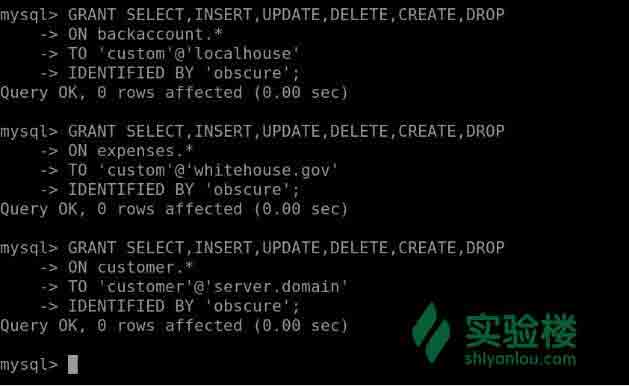 mysql> GRANT SELECT,INSERT,UPDATE,DELETE,CREATE,DROP
    -> ON backaccount.*
    -> TO 'custom'@'localhouse'
    -> IDENTIFIED BY 'obscure';
Query OK, 0 rows affected (0.00 sec)
mysql> GRANT SELECT,INSERT,UPDATE,DELETE,CREATE,DROP
    -> ON expenses.*
    -> TO 'custom'@'whitehouse.gov'
    -> IDENTIFIED BY 'obscure';
Query OK, 0 rows affected (0.00 sec)
mysql> GRANT SELECT,INSERT,UPDATE,DELETE,CREATE,DROP
    -> ON customer.*
    -> TO 'customer'@'server.domain'
    -> IDENTIFIED BY 'obscure';
Query OK, 0 rows affected (0.00 sec)
mysql>
实验楼
shiyanlou.com